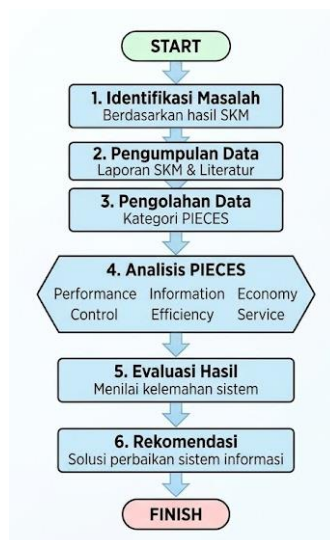 START
1. Identifikasi Masalah
Berdasarkan hasil SKM
2. Pengumpulan Data
Laporan SKM & Literatur
3. Pengolahan Data
Kategori PIECES
4. Analisis PIECES
Performance Information Economy
Control Efficiency Service
5. Evaluasi Hasil
Menilai kelemahan sistem
6. Rekomendasi
Solusi perbaikan sistem informasi
FINISH